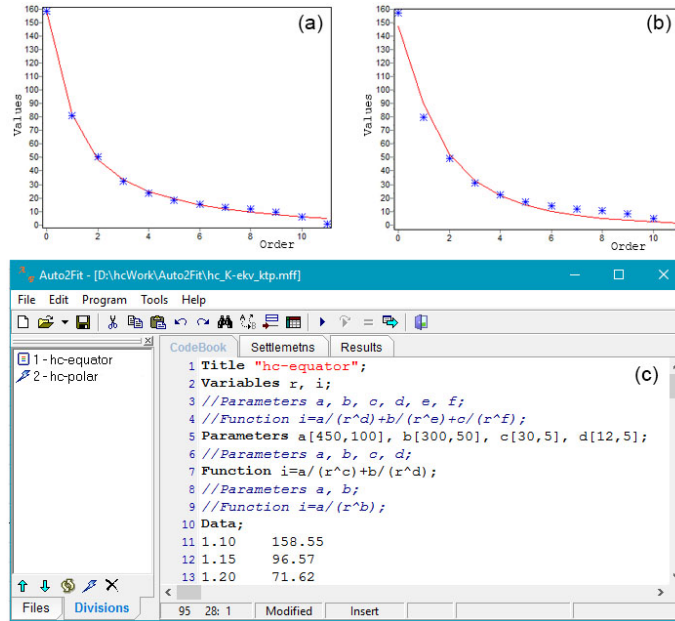 (a)
160
150
140
130
120
110
100
90
80
70
60
50
40
30
20
10
0
Values
0 2 4 6 8 10
Order
(b)
160
150
140
130
120
110
100
90
80
70
60
50
40
30
20
10
0
Values
0 2 4 6 8 10
Order
Auto2Fit - [D:\hcWork\Auto2Fit\hc_K-ekv_ktp.mff]
File Edit Program Tools Help
1 - hc-equator
2 - hc-polar
Files Divisions
CodeBook Settlemetns Results
(c)
1 Title "hc-equator";
2 Variables r, i;
3 //Parameters a, b, c, d, e, f;
4 //Function i=a/(r^d)+b/(r^e)+c/(r^f);
5 Parameters a[450,100], b[300,50], c[30,5], d[12,5];
6 //Parameters a, b, c, d;
7 Function i=a/(r^c)+b/(r^d);
8 //Parameters a, b;
9 //Function i=a/(r^b);
10 Data;
11 1.10 158.55
12 1.15 96.57
13 1.20 71.62
95 28: 1 Modified Insert